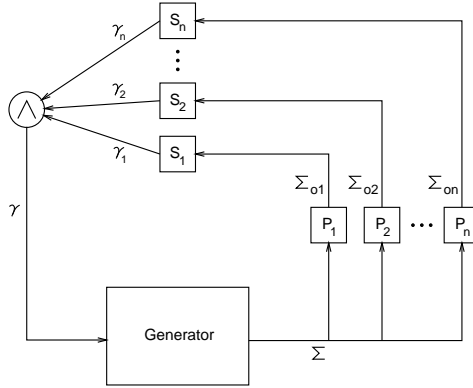 γₙ
Sₙ
γ₂
S₂
∧
γ₁
S₁
Σₒ₁
Σₒ₂
Σₒₙ
γ
P₁
P₂
Pₙ
Generator
Σ